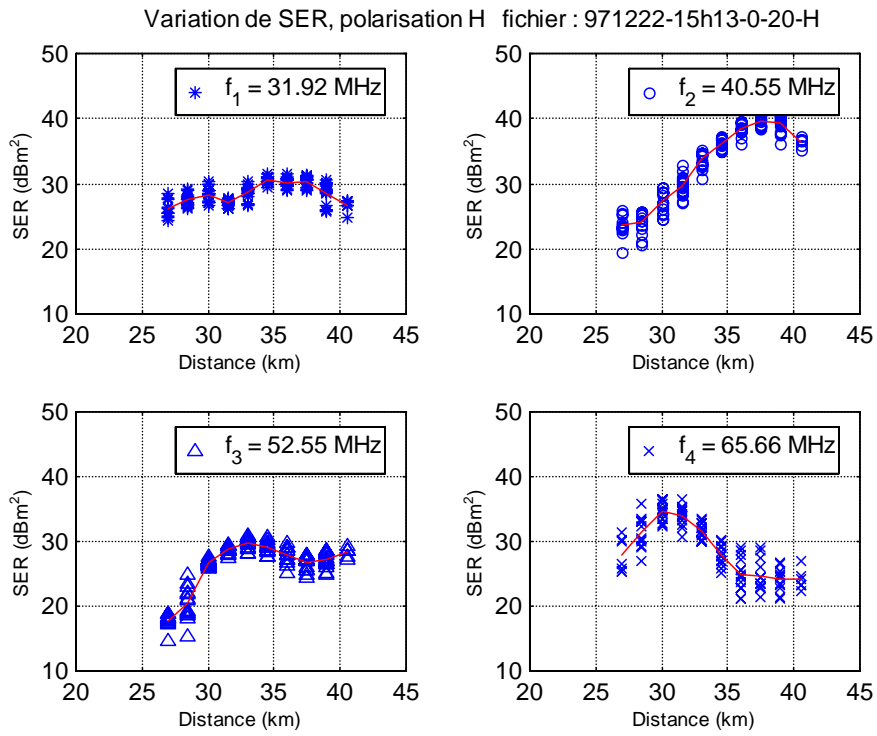 Variation de SER, polarisation H fichier : 971222-15h13-0-20-H
50
40
30
20
10
SER (dBm²)
f₁ = 31.92 MHz
20 25 30 35 40 45
Distance (km)
50
40
30
20
10
SER (dBm²)
f₂ = 40.55 MHz
20 25 30 35 40 45
Distance (km)
50
40
30
20
10
SER (dBm²)
f₃ = 52.55 MHz
20 25 30 35 40 45
Distance (km)
50
40
30
20
10
SER (dBm²)
f₄ = 65.66 MHz
20 25 30 35 40 45
Distance (km)